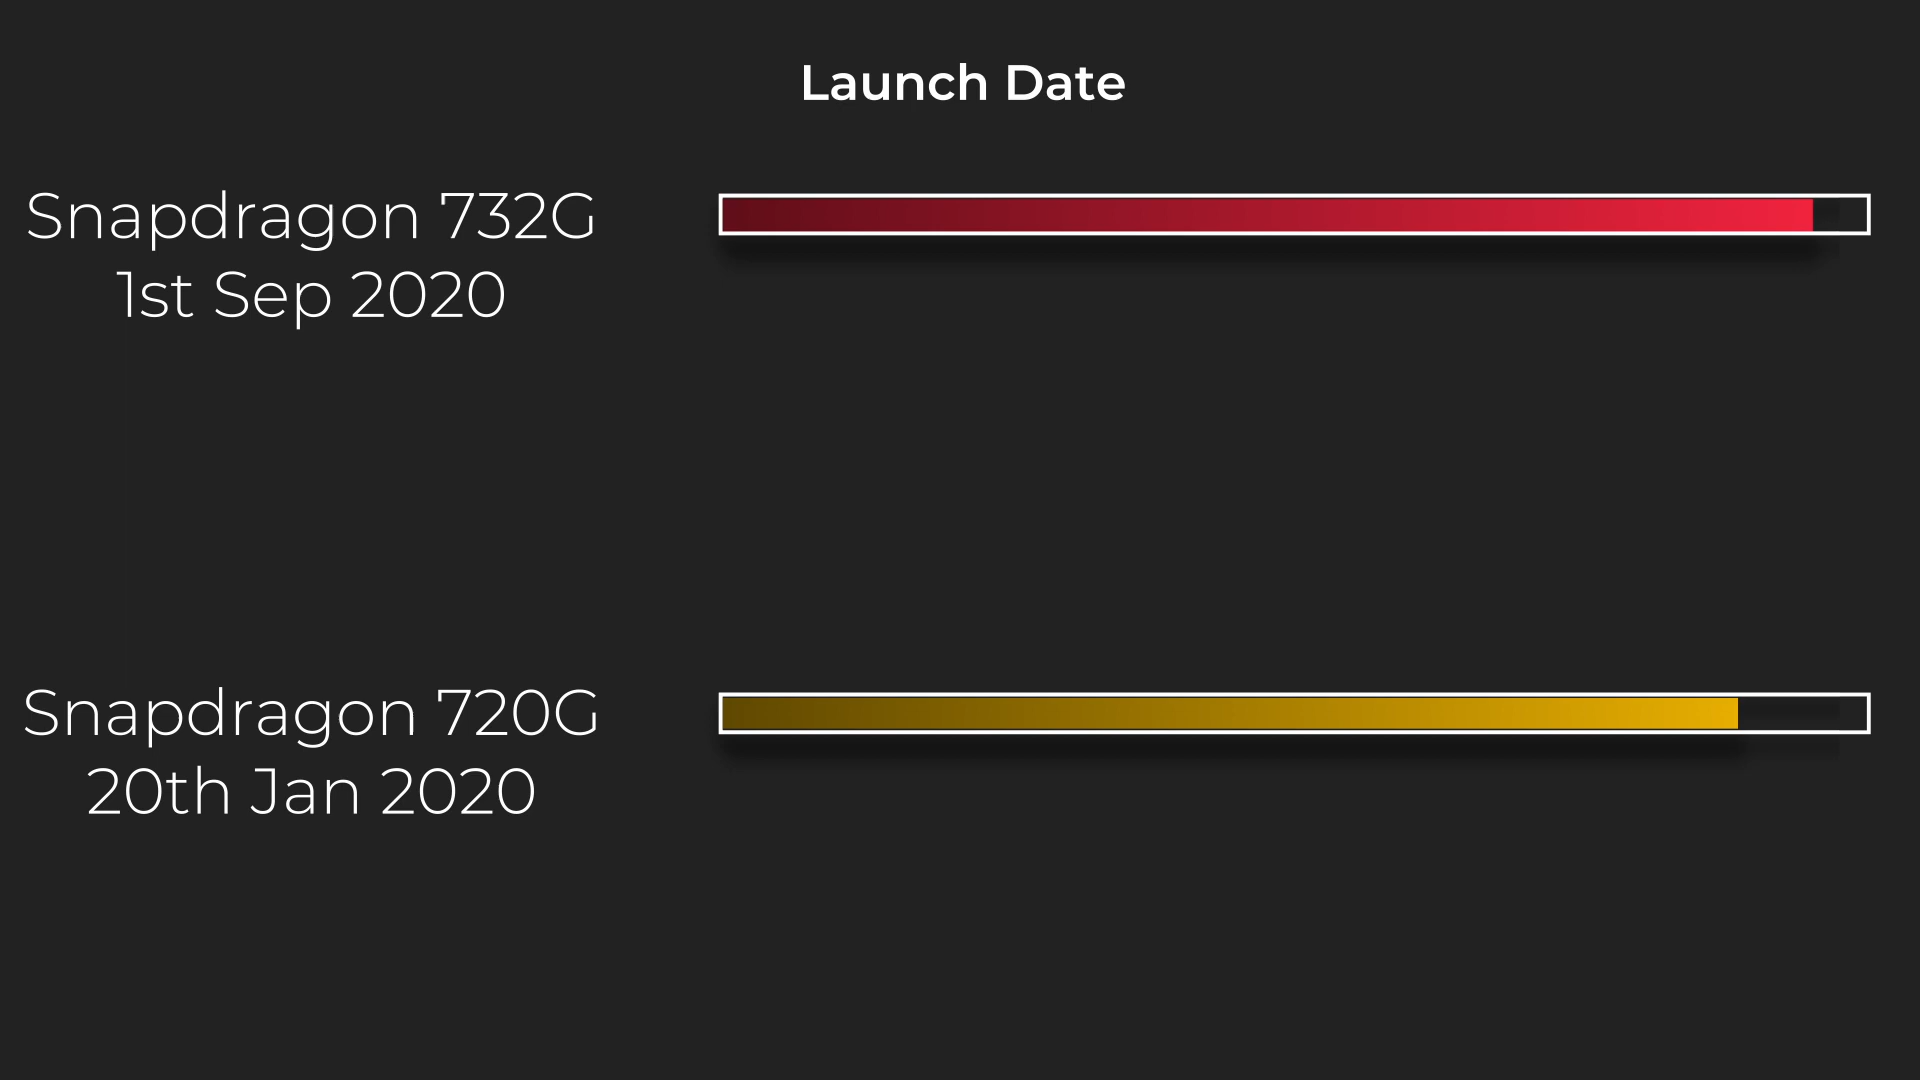 Launch Date
Snapdragon 732G
1st Sep 2020
Snapdragon 720G
20th Jan 2020